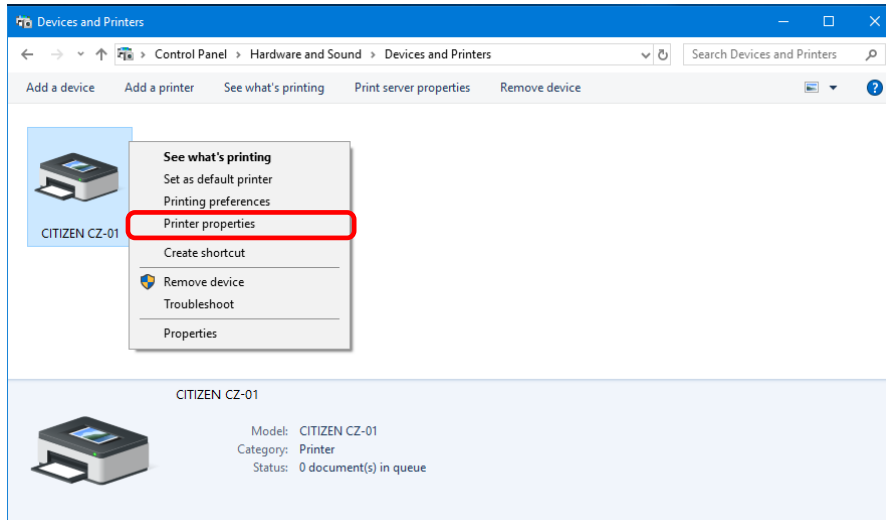 Devices and Printers
Control Panel > Hardware and Sound > Devices and Printers
Search Devices and Printers
Add a device Add a printer See what's printing Print server properties Remove device
CITIZEN CZ-01
See what's printing
Set as default printer
Printing preferences
Printer properties
Create shortcut
Remove device
Troubleshoot
Properties
CITIZEN CZ-01
Model: CITIZEN CZ-01
Category: Printer
Status: 0 document(s) in queue